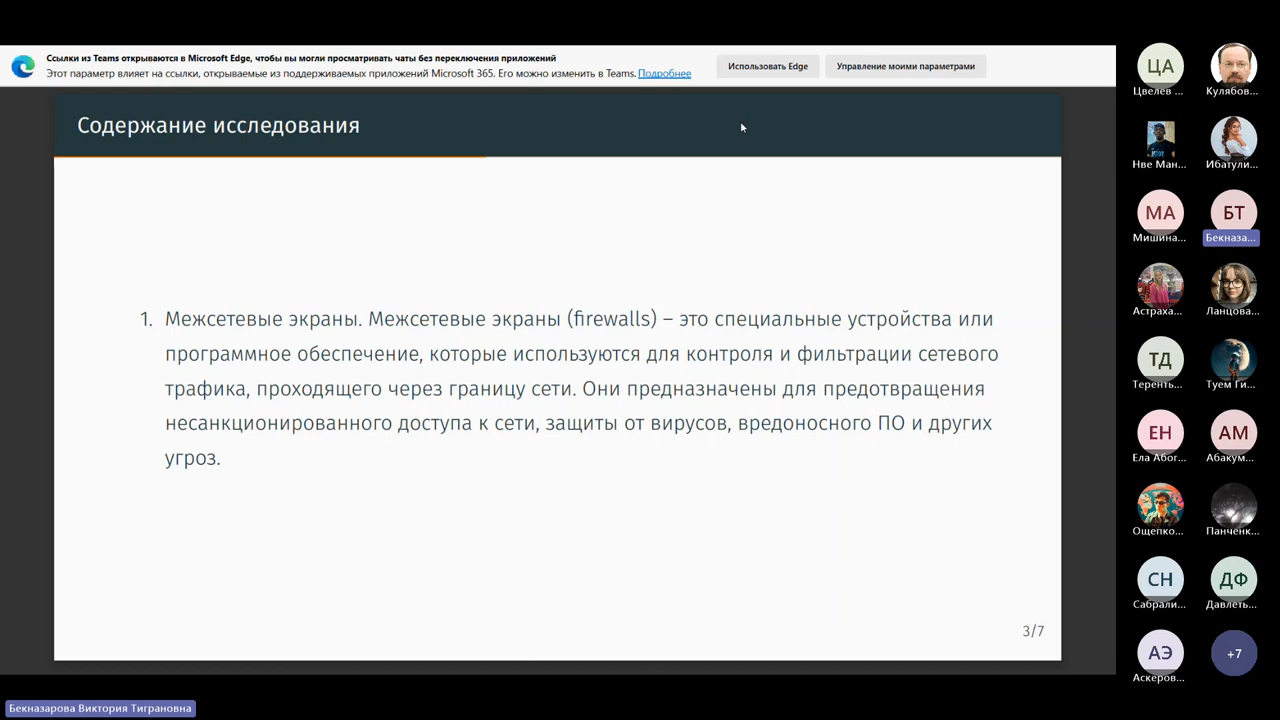 Ссылки из Teams открываются в Microsoft Edge, чтобы вы могли просматривать чаты без переключения приложений
Этот параметр влияет на ссылки, открываемые из поддерживаемых приложений Microsoft 365. Его можно изменить в Teams. Подробнее
Использовать Edge
Управление моими параметрами
Содержание исследования
1. Межсетевые экраны. Межсетевые экраны (firewalls) – это специальные устройства или
программное обеспечение, которые используются для контроля и фильтрации сетевого
трафика, проходящего через границу сети. Они предназначены для предотвращения
несанкционированного доступа к сети, защиты от вирусов, вредоносного ПО и других
угроз.
3/7
ЦА
Цвелев ...
Кулябов...
Нве Ман...
Ибатули...
МА
Мишина...
БТ
Бекназа...
Астраха...
Ланцова...
ТД
Теренть...
Туем Ги...
ЕН
Ела Абог...
АМ
Абакум...
Ощепко...
Панченк...
СН
Сабрали...
ДФ
Давлеть...
АЭ
Аскеров...
+7
Бекназарова Виктория Тиграновна